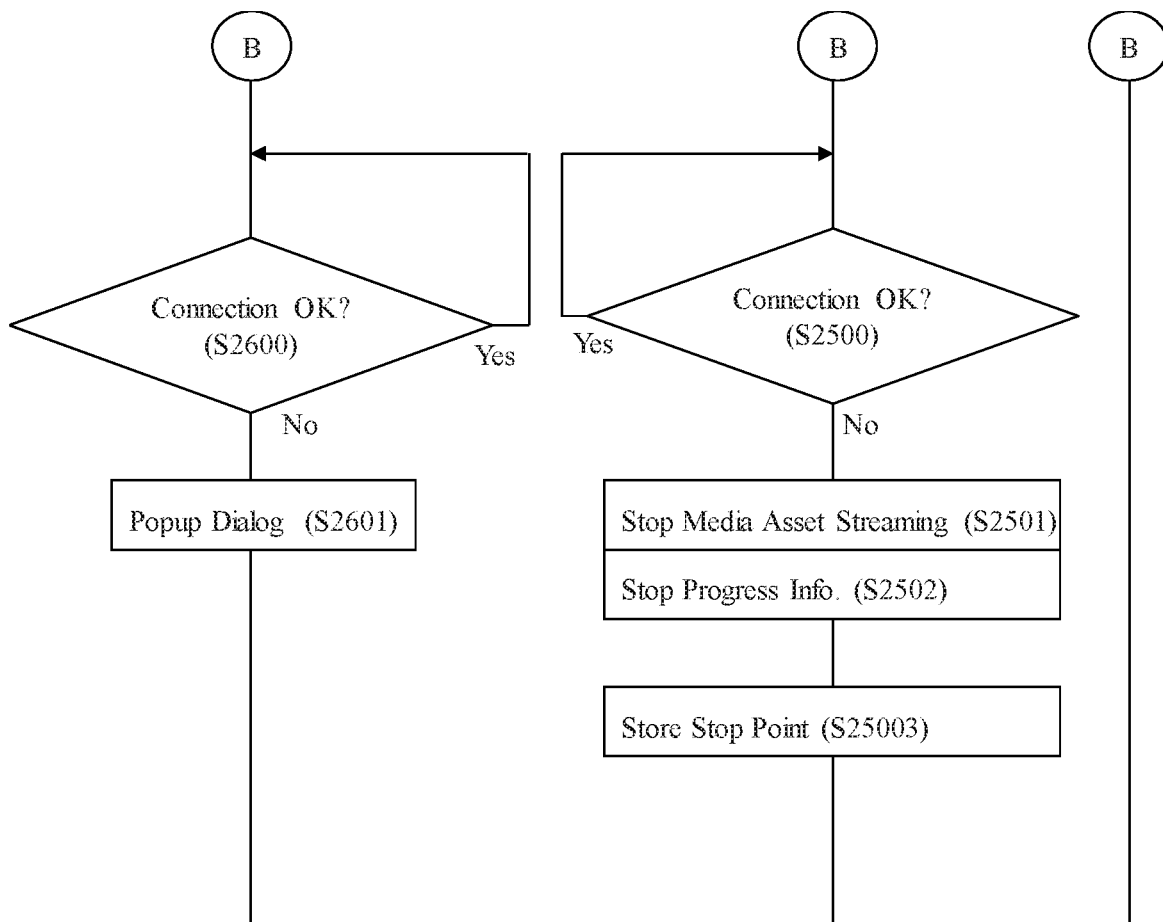 B
B
B
Connection OK?
(S2600)
Yes
No
Popup Dialog (S2601)
Connection OK?
(S2500)
Yes
No
Stop Media Asset Streaming (S2501)
Stop Progress Info. (S2502)
Store Stop Point (S25003)